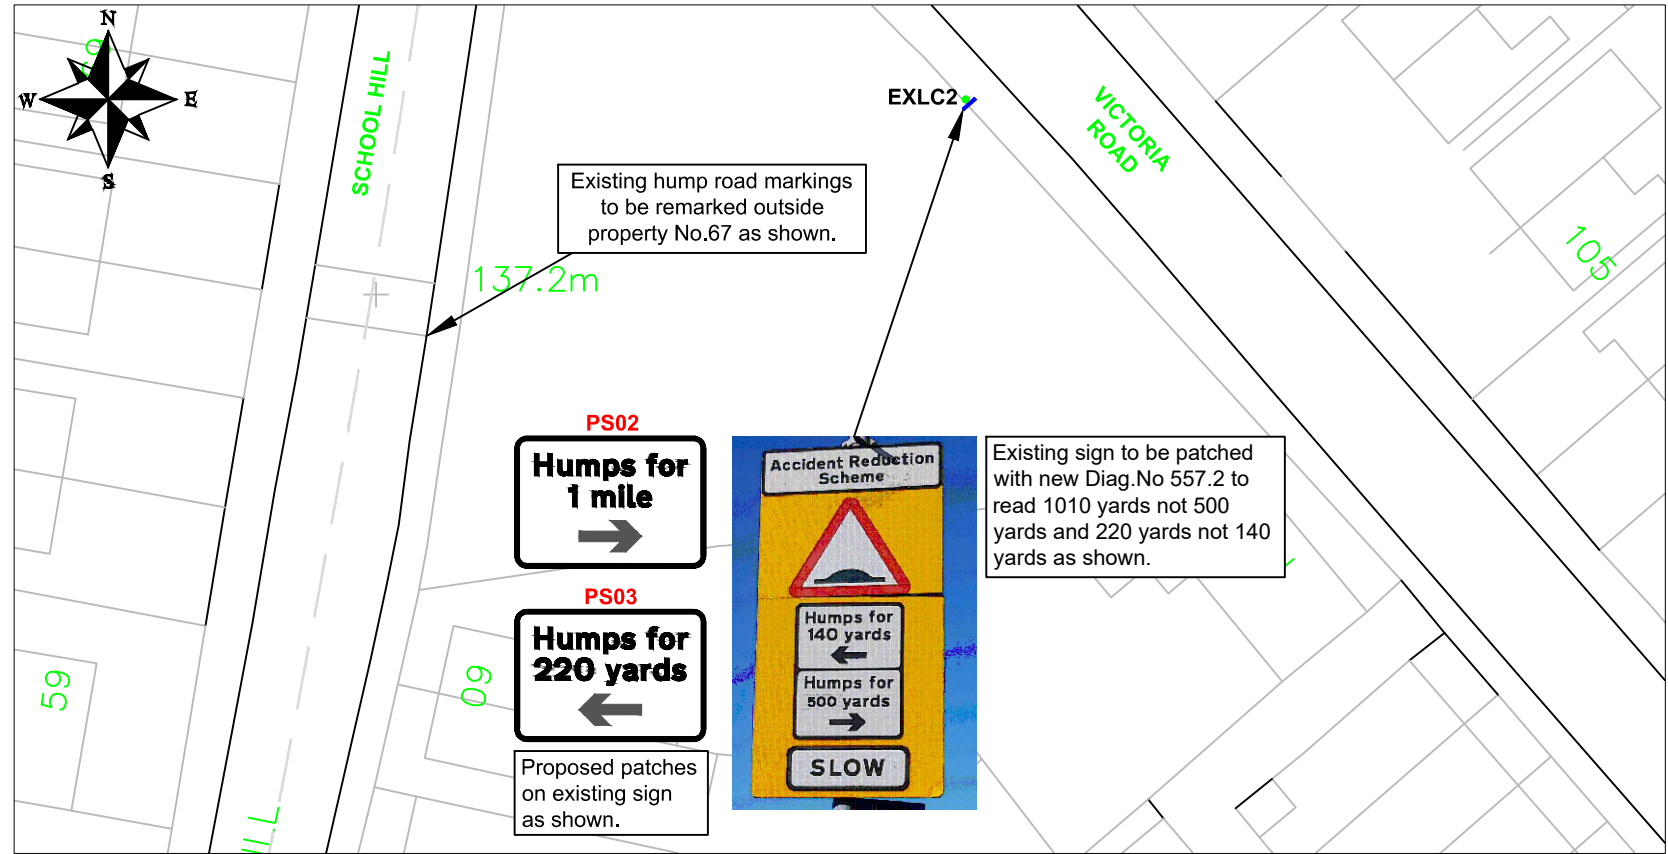 N
W
E
S
69
SCHOOL HILL
EXLC2
VICTORIA
ROAD
Existing hump road markings
to be remarked outside
property No.67 as shown.
137.2m
105
PS02
Humps for
1 mile
Accident Reduction
Scheme
Existing sign to be patched
with new Diag.No 557.2 to
read 1010 yards not 500
yards and 220 yards not 140
yards as shown.
PS03
Humps for
220 yards
Humps for
140 yards
Humps for
500 yards
SLOW
59
60
Proposed patches
on existing sign
as shown.